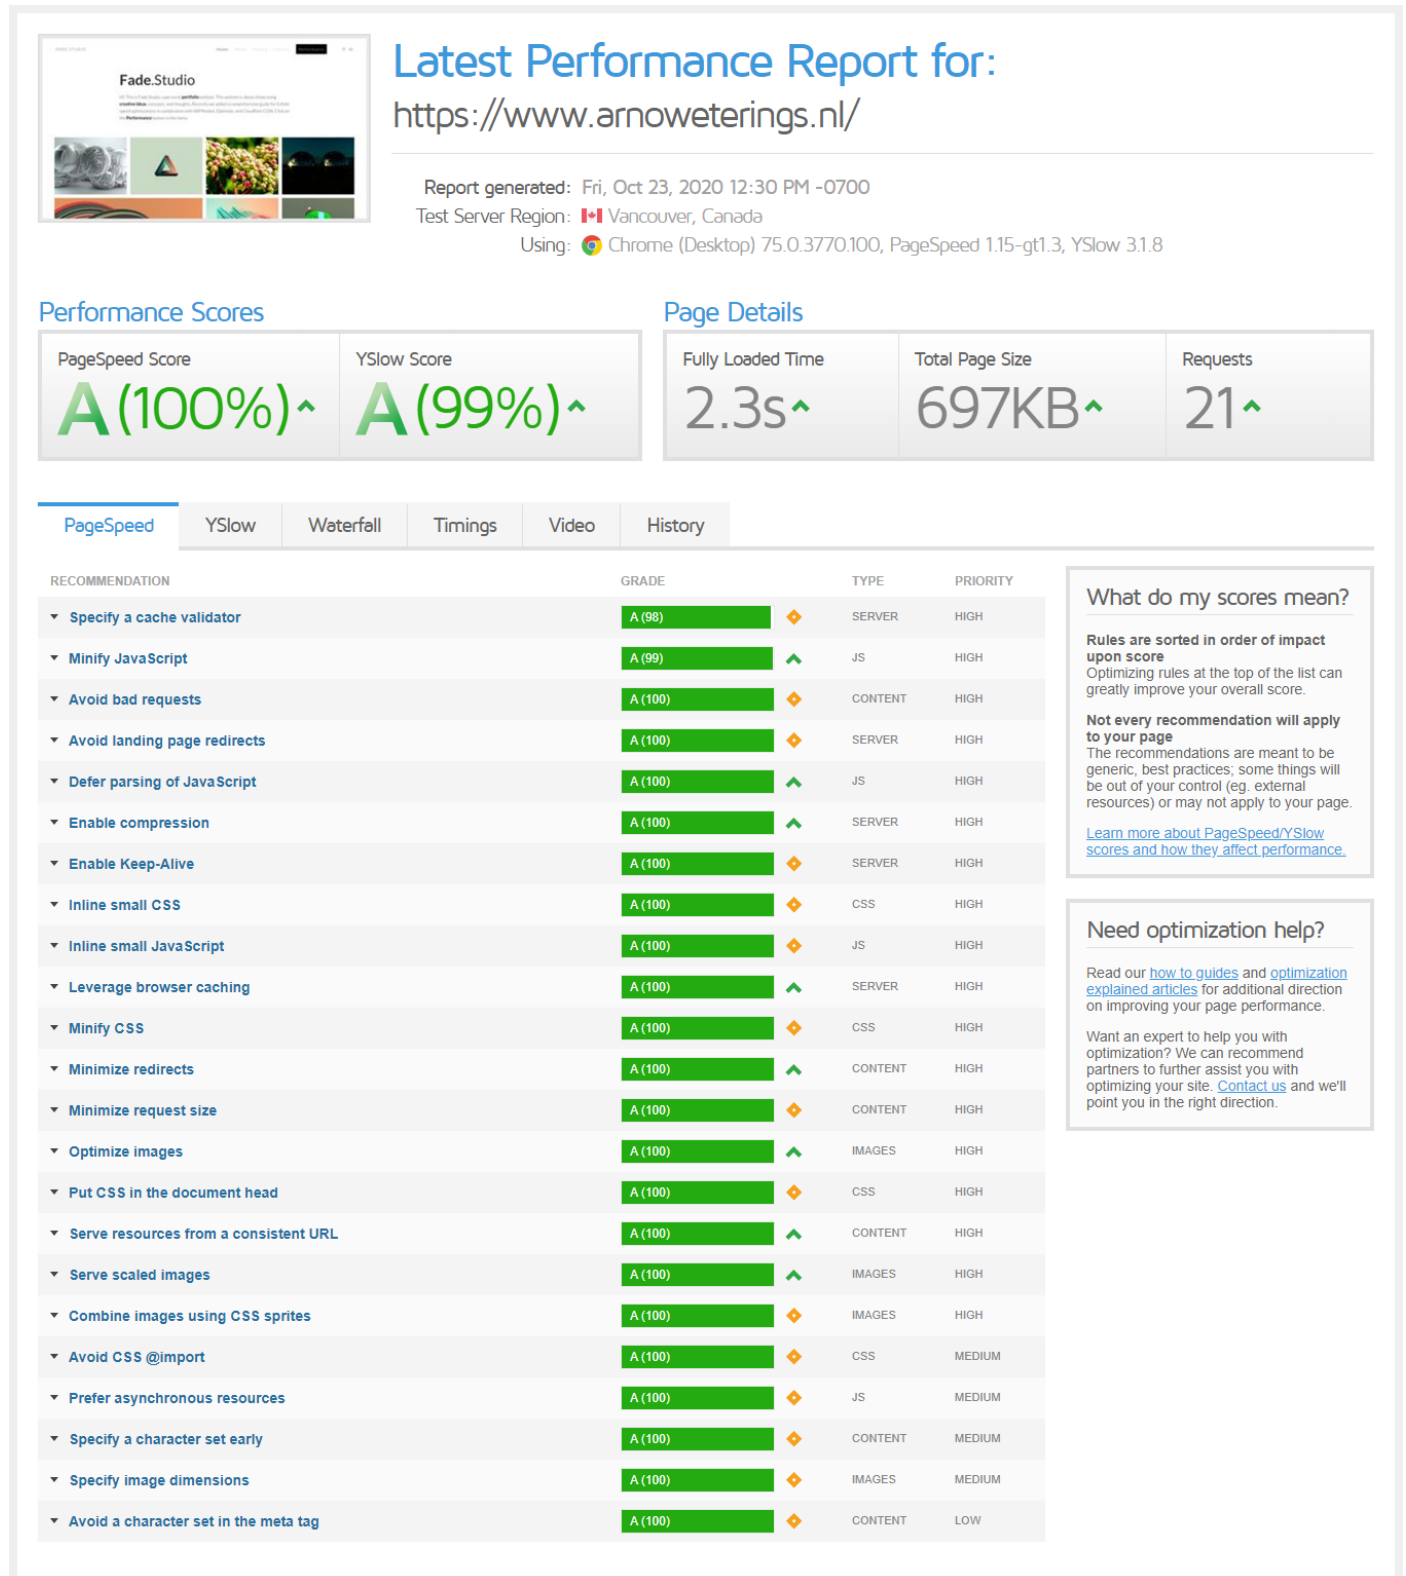 FADE.STUDIO
Home
Fade.Studio
Latest Performance Report for:
https://www.arnoweterings.nl/
Report generated: Fri, Oct 23, 2020 12:30 PM -0700
Test Server Region: Vancouver, Canada
Using: Chrome (Desktop) 75.0.3770.100, PageSpeed 1.15-gt1.3, YSlow 3.1.8
Performance Scores
PageSpeed Score
A (100%)
YSlow Score
A (99%)
Page Details
Fully Loaded Time
2.3s
Total Page Size
697KB
Requests
21
PageSpeed YSlow Waterfall Timings Video History
RECOMMENDATION GRADE TYPE PRIORITY
Specify a cache validator A (98) SERVER HIGH
Minify JavaScript A (99) JS HIGH
Avoid bad requests A (100) CONTENT HIGH
Avoid landing page redirects A (100) SERVER HIGH
Defer parsing of JavaScript A (100) JS HIGH
Enable compression A (100) SERVER HIGH
Enable Keep-Alive A (100) SERVER HIGH
Inline small CSS A (100) CSS HIGH
Inline small JavaScript A (100) JS HIGH
Leverage browser caching A (100) SERVER HIGH
Minify CSS A (100) CSS HIGH
Minimize redirects A (100) CONTENT HIGH
Minimize request size A (100) CONTENT HIGH
Optimize images A (100) IMAGES HIGH
Put CSS in the document head A (100) CSS HIGH
Serve resources from a consistent URL A (100) CONTENT HIGH
Serve scaled images A (100) IMAGES HIGH
Combine images using CSS sprites A (100) IMAGES HIGH
Avoid CSS @import A (100) CSS MEDIUM
Prefer asynchronous resources A (100) JS MEDIUM
Specify a character set early A (100) CONTENT MEDIUM
Specify image dimensions A (100) IMAGES MEDIUM
Avoid a character set in the meta tag A (100) CONTENT LOW
What do my scores mean?
Rules are sorted in order of impact
upon score
Optimizing rules at the top of the list can
greatly improve your overall score.
Not every recommendation will apply
to your page
The recommendations are meant to be
generic, best practices; some things will
be out of your control (eg. external
resources) or may not apply to your page.
Learn more about PageSpeed/YSlow
scores and how they affect performance.
Need optimization help?
Read our how to guides and optimization
explained articles for additional direction
on improving your page performance.
Want an expert to help you with
optimization? We can recommend
partners to further assist you with
optimizing your site. Contact us and we'll
point you in the right direction.